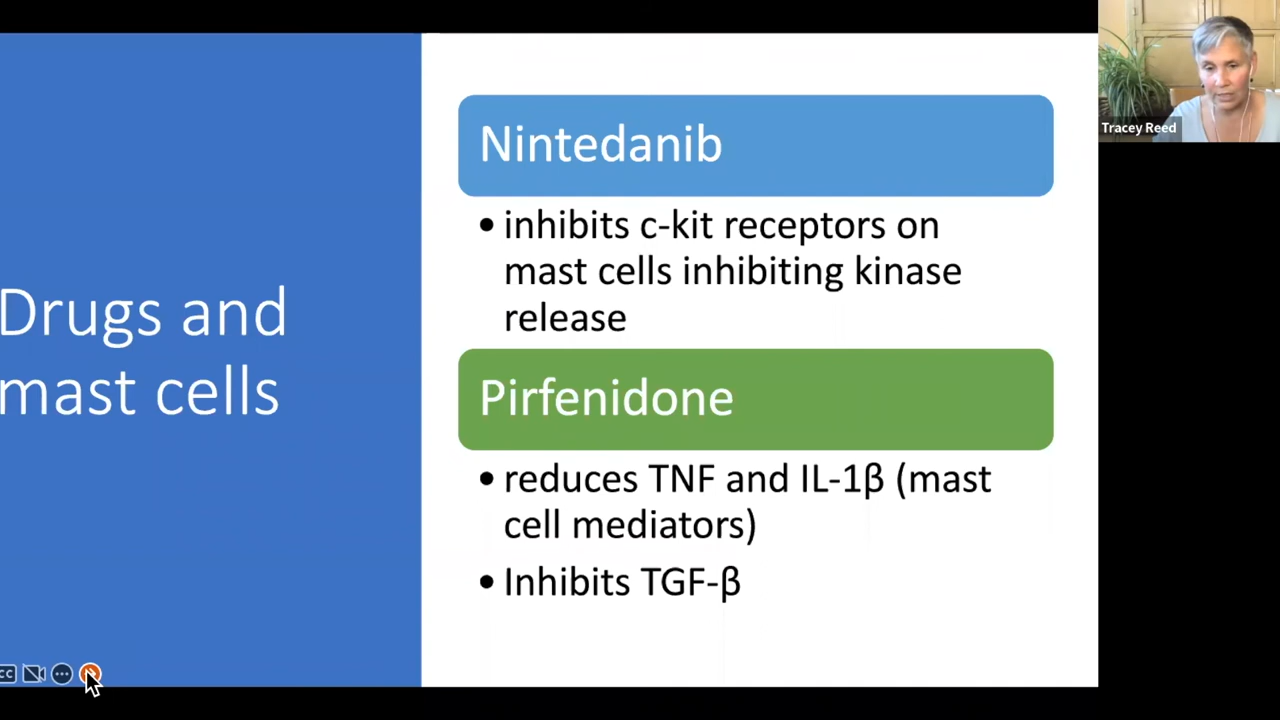 Drugs and
mast cells
Nintedanib
• inhibits c-kit receptors on
mast cells inhibiting kinase
release
Pirfenidone
• reduces TNF and IL-1β (mast
cell mediators)
• Inhibits TGF-β
Tracey Reed
CC